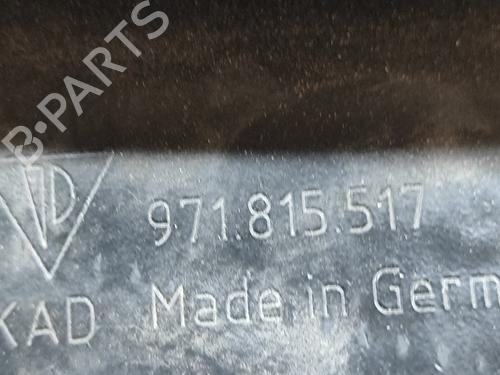 B-PARTS
971.815.517
KAD Made in Germ